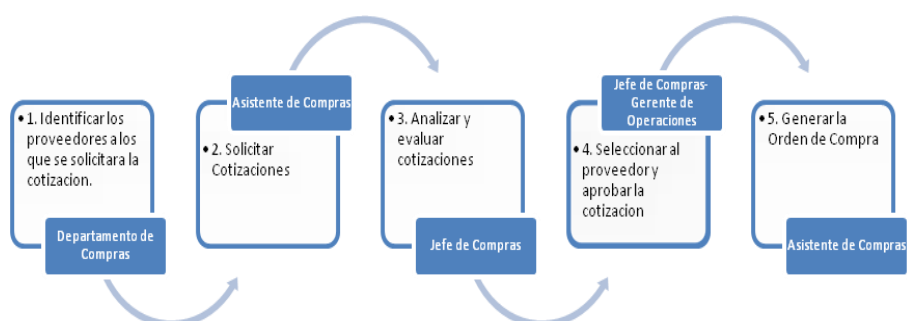 • 1. Identificar los
proveedores a los
que se solicitara la
cotizacion.
Departamento de
Compras
Asistente de Compras
• 2. Solicitar
Cotizaciones
• 3. Analizar y
evaluar
cotizaciones
Jefe de Compras
Jefe de Compras-
Gerente de
Operaciones
• 4. Seleccionar al
proveedor y
aprobar la
cotizacion
• 5. Generar la
Orden de Compra
Asistente de Compras